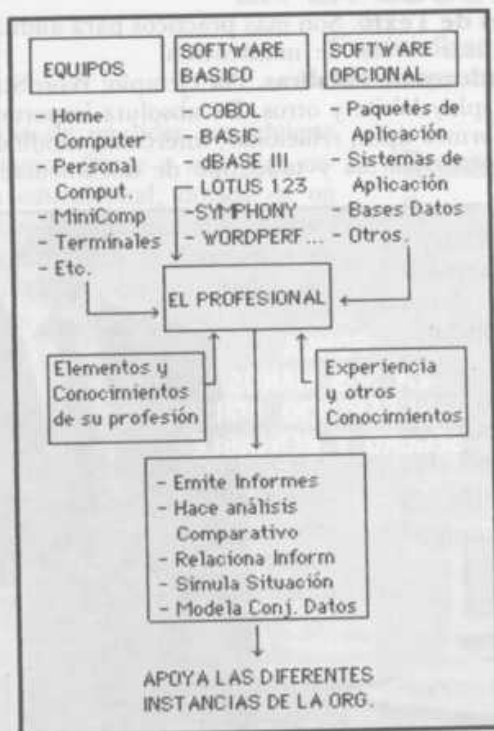 EQUIPOS
SOFTWARE
BASICO
SOFTWARE
OPCIONAL
- Home
Computer
- Personal
Comput.
- MiniComp
- Terminales
- Etc.
- COBOL
- BASIC
- dBASE III
- LOTUS 123
-SYMPHONY
- WORDPERF...
- Paquetes de
Aplicación
- Sistemas de
Aplicación
- Bases Datos
- Otros.
EL PROFESIONAL
Elementos y
Conocimientos
de su profesión
Experiencia
y otros
Conocimientos
- Emite Informes
- Hace análisis
Comparativo
- Relaciona Inform
- Simula Situación
- Modela Conj. Datos
APOYA LAS DIFERENTES
INSTANCIAS DE LA ORG.